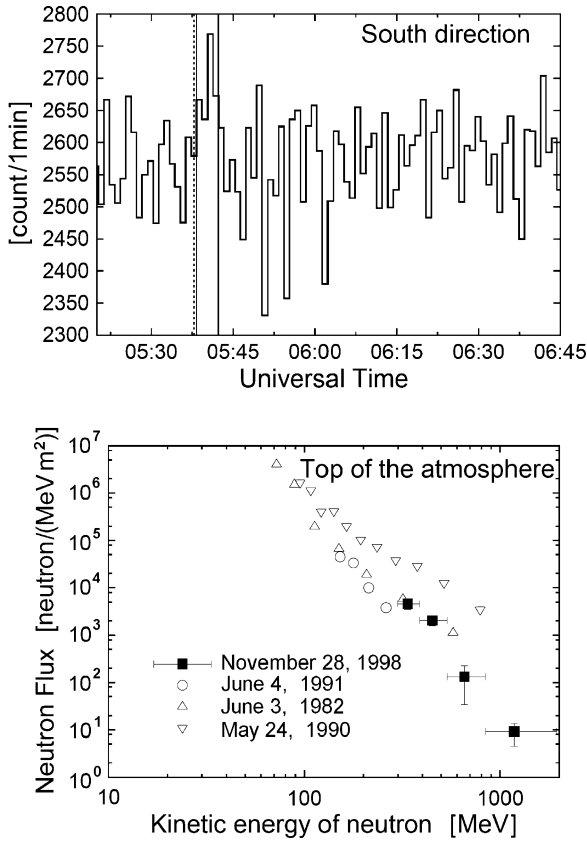 South direction
[count/1min]
2800
2750
2700
2650
2600
2550
2500
2450
2400
2350
2300
05:30 05:45 06:00 06:15 06:30 06:45
Universal Time
Top of the atmosphere
Neutron Flux [neutron/(MeV m²)]
10⁷
10⁶
10⁵
10⁴
10³
10²
10¹
10⁰
November 28, 1998
June 4, 1991
June 3, 1982
May 24, 1990
10 100 1000
Kinetic energy of neutron [MeV]